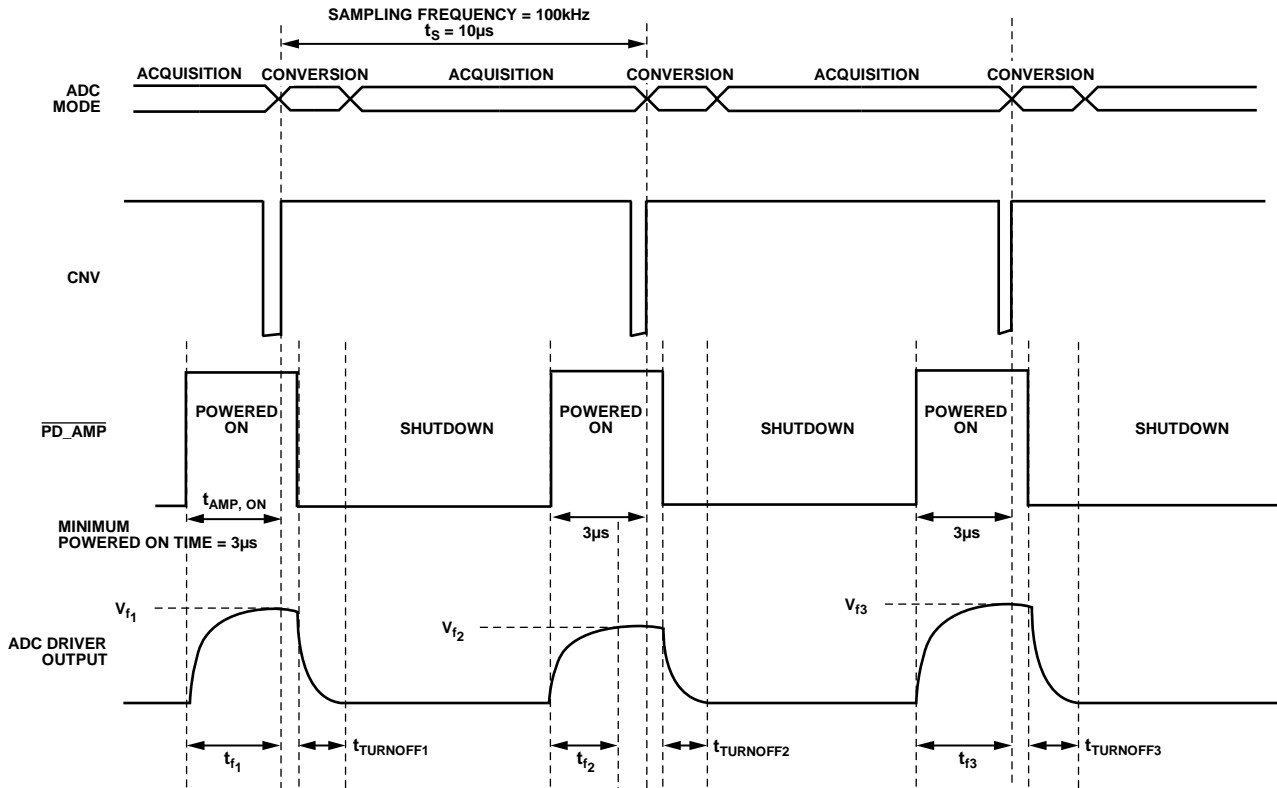 SAMPLING FREQUENCY = 100kHz
tS = 10µs
ACQUISITION CONVERSION ACQUISITION CONVERSION ACQUISITION CONVERSION
ADC
MODE
CNV
POWERED
ON
POWERED
ON
POWERED
ON
PD_AMP
SHUTDOWN SHUTDOWN SHUTDOWN
tAMP, ON
MINIMUM
POWERED ON TIME = 3µs
3µs
3µs
Vf1
Vf2
Vf3
ADC DRIVER
OUTPUT
tf1
tTURNOFF1
tf2
tTURNOFF2
tf3
tTURNOFF3